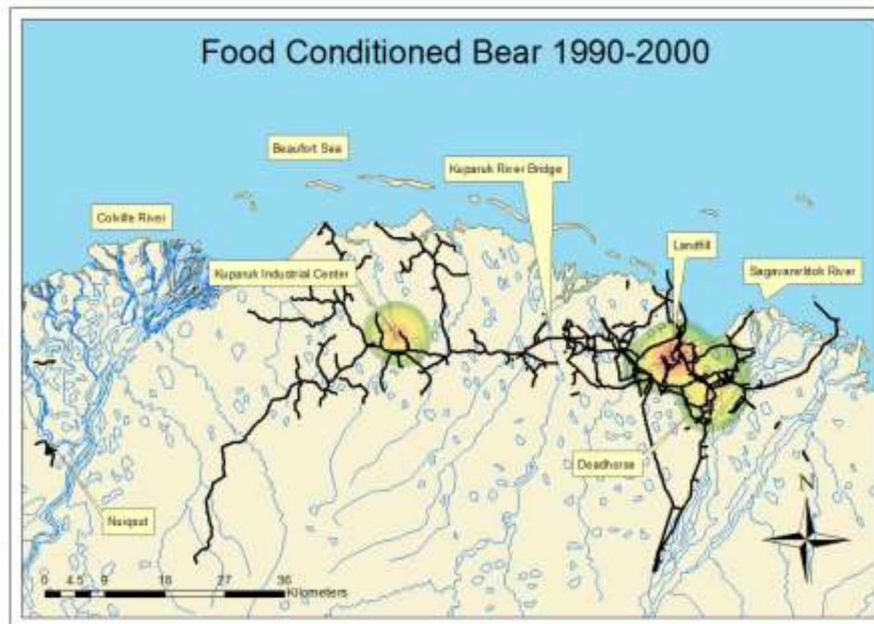 Food Conditioned Bear 1990-2000
Beaufort Sea
Kuparuk River Bridge
Colville River
Landfill
Kuparuk Industrial Center
Sagavanirktok River
Deadhorse
N
Nuiqsut
0 4.5 9 18 27 36
Kilometers